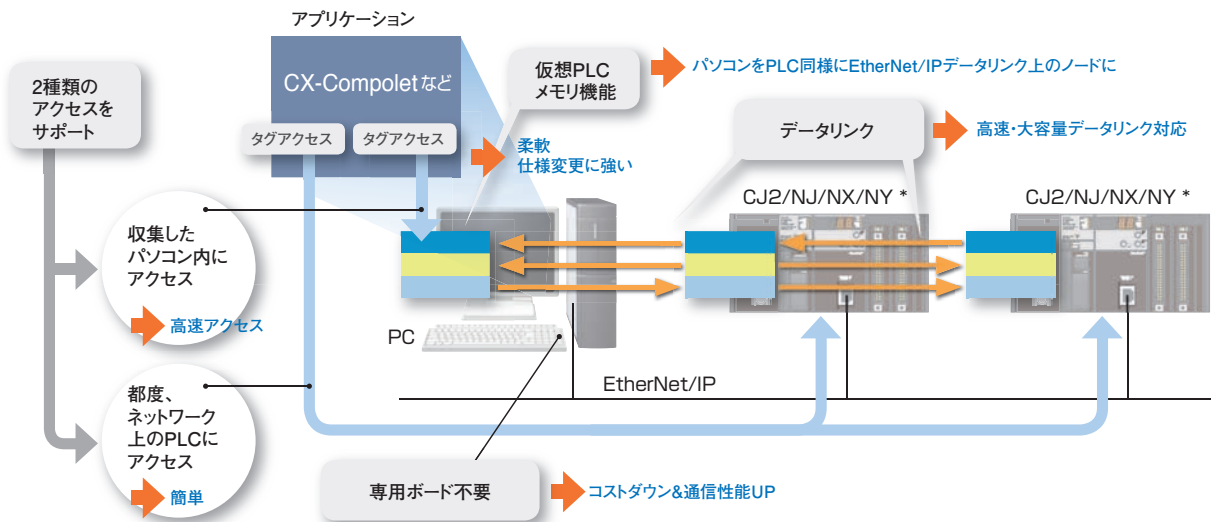 アプリケーション
CX-Compoletなど
タグアクセス
タグアクセス
2種類の
アクセスを
サポート
仮想PLC
メモリ機能
パソコンをPLC同様にEtherNet/IPデータリンク上のノードに
柔軟
仕様変更に強い
データリンク
高速・大容量データリンク対応
CJ2/NJ/NX/NY *
CJ2/NJ/NX/NY *
収集した
パソコン内に
アクセス
高速アクセス
PC
EtherNet/IP
都度、
ネットワーク
上のPLCに
アクセス
簡単
専用ボード不要
コストダウン&通信性能UP